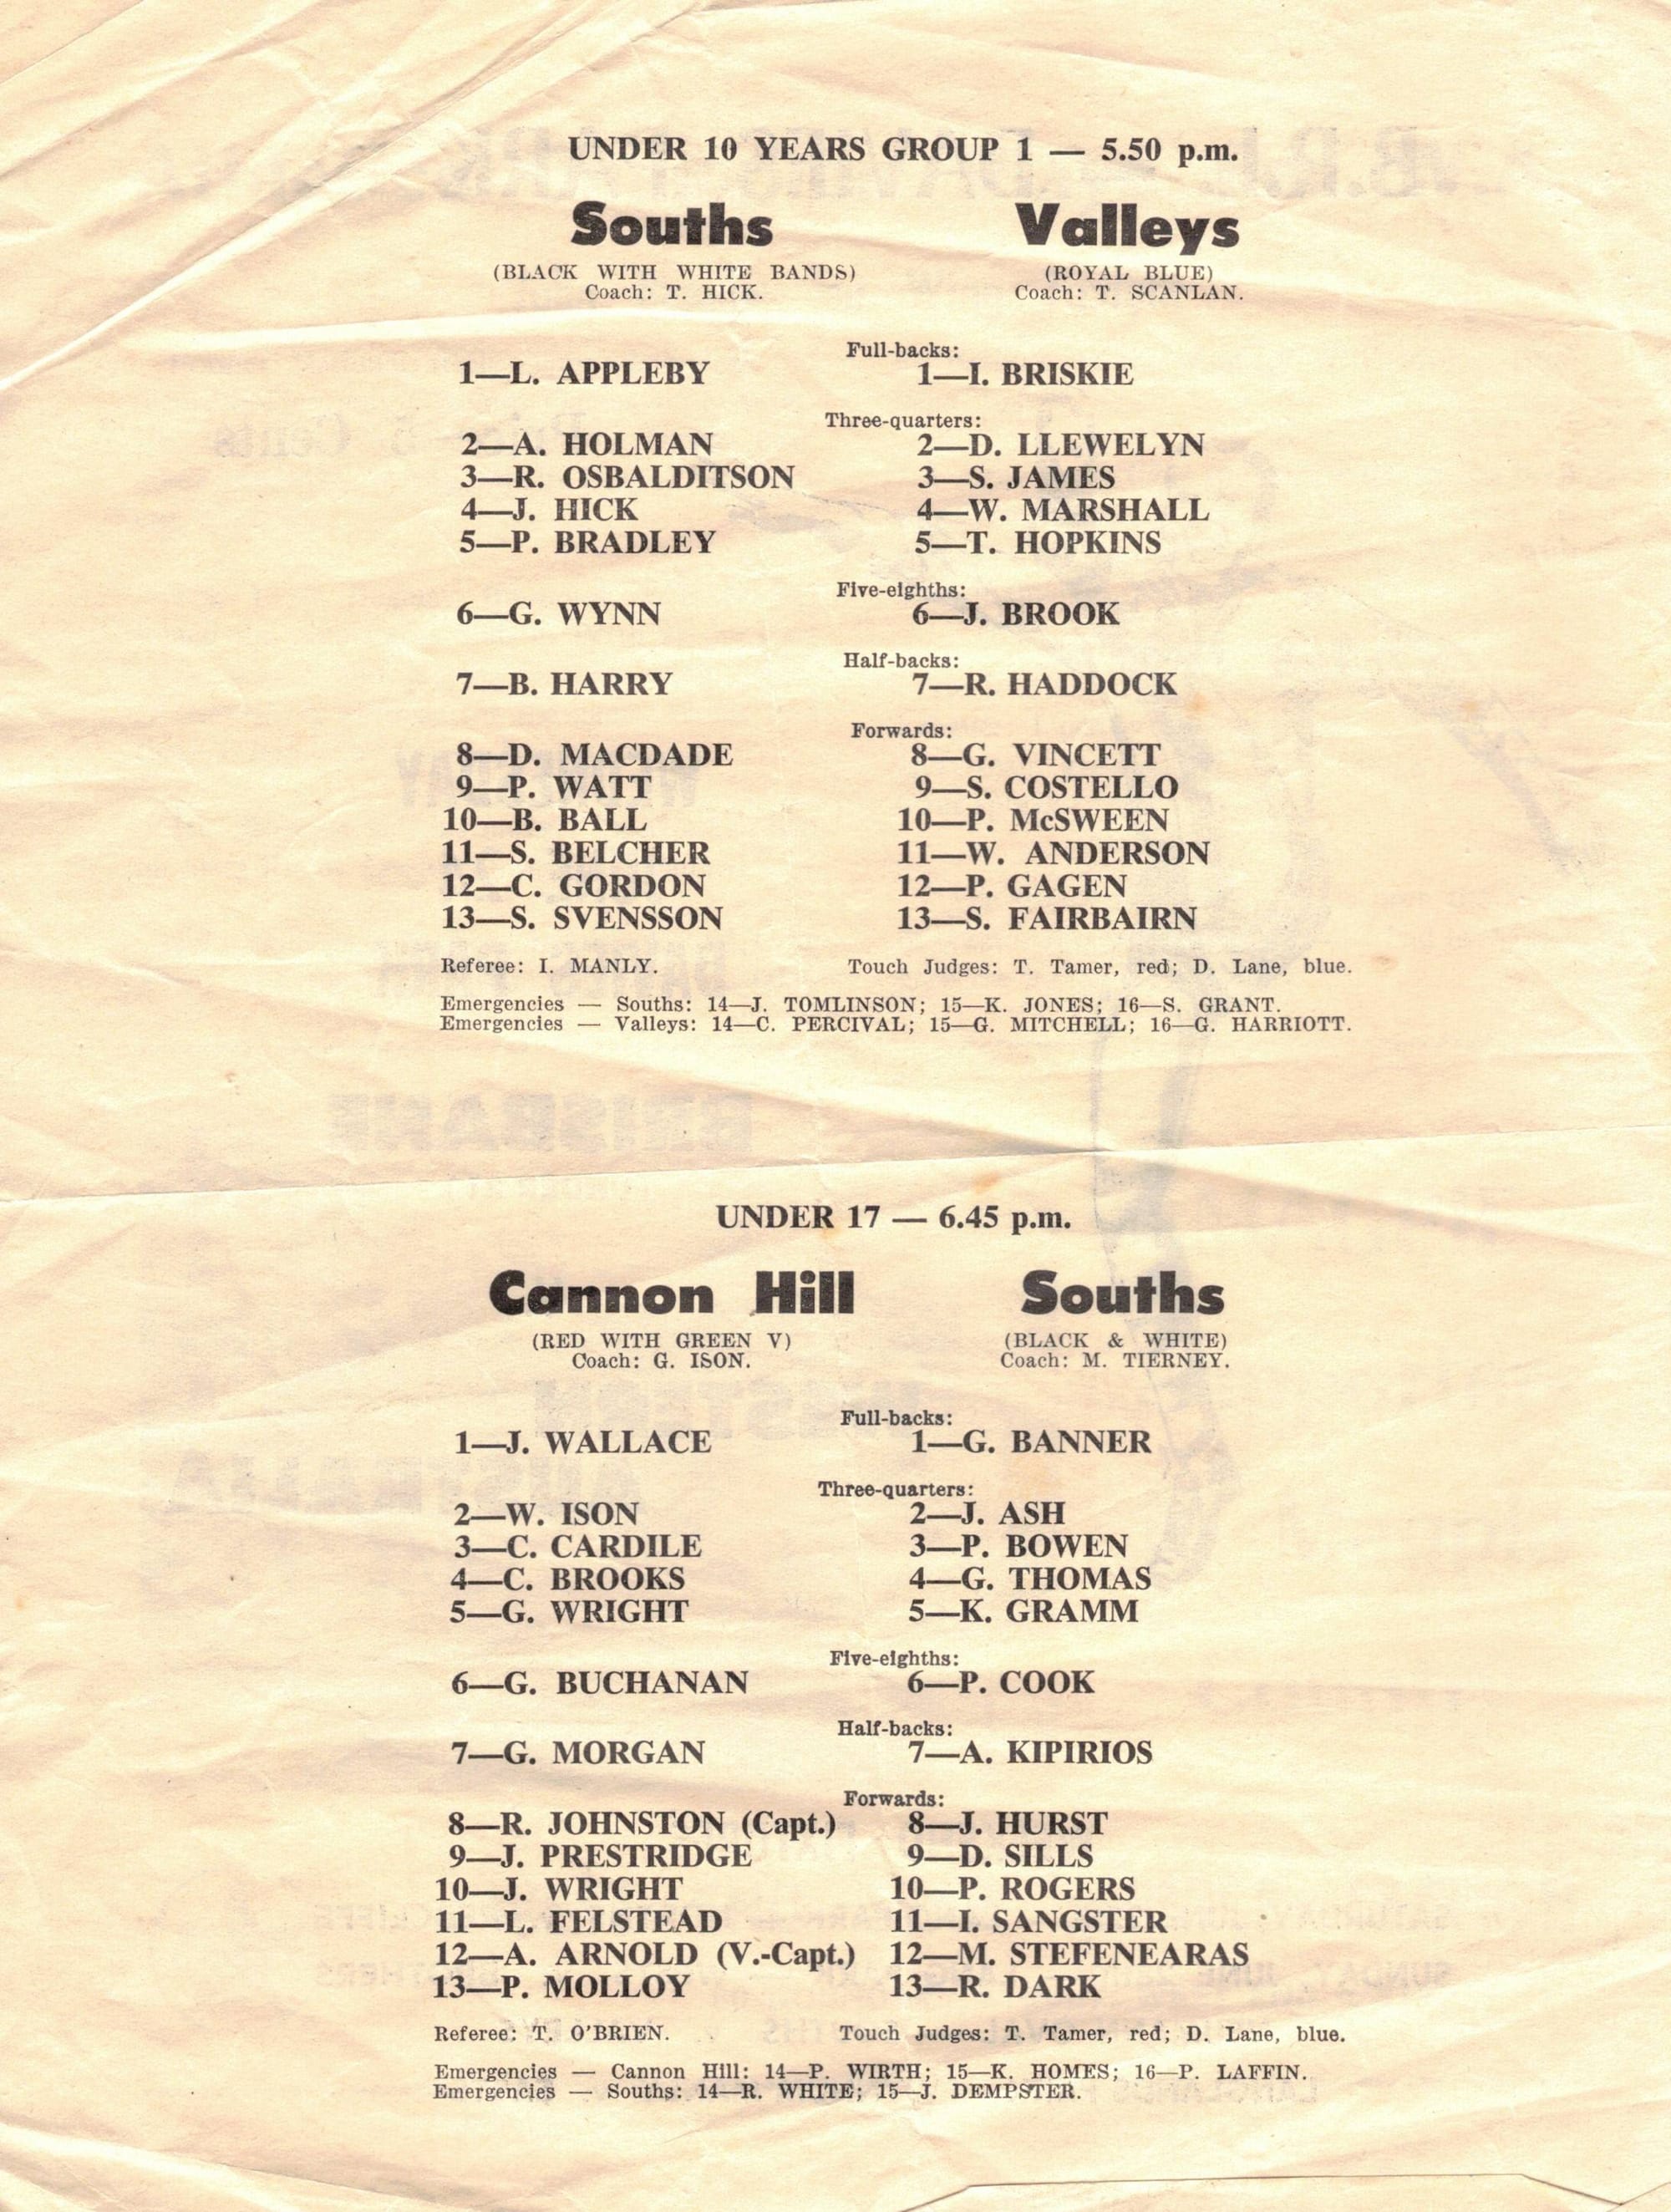 UNDER 10 YEARS GROUP 1 — 5.50 p.m.
Souths Valleys
(BLACK WITH WHITE BANDS) (ROYAL BLUE)
Coach: T. HICK. Coach: T. SCANLAN.
Full-backs:
1—L. APPLEBY 1—I. BRISKIE
Three-quarters:
2—A. HOLMAN 2—D. LLEWELYN
3—R. OSBALDITSON 3—S. JAMES
4—J. HICK 4—W. MARSHALL
5—P. BRADLEY 5—T. HOPKINS
Five-eighths:
6—G. WYNN 6—J. BROOK
Half-backs:
7—B. HARRY 7—R. HADDOCK
Forwards:
8—D. MACDADE 8—G. VINCETT
9—P. WATT 9—S. COSTELLO
10—B. BALL 10—P. McSWEEN
11—S. BELCHER 11—W. ANDERSON
12—C. GORDON 12—P. GAGEN
13—S. SVENSSON 13—S. FAIRBAIRN
Referee: I. MANLY. Touch Judges: T. Tamer, red; D. Lane, blue.
Emergencies — Souths: 14—J. TOMLINSON; 15—K. JONES; 16—S. GRANT.
Emergencies — Valleys: 14—C. PERCIVAL; 15—G. MITCHELL; 16—G. HARRIOTT.
UNDER 17 — 6.45 p.m.
Cannon Hill Souths
(RED WITH GREEN V) (BLACK & WHITE)
Coach: G. ISON. Coach: M. TIERNEY.
Full-backs:
1—J. WALLACE 1—G. BANNER
Three-quarters:
2—W. ISON 2—J. ASH
3—C. CARDILE 3—P. BOWEN
4—C. BROOKS 4—G. THOMAS
5—G. WRIGHT 5—K. GRAMM
Five-eighths:
6—G. BUCHANAN 6—P. COOK
Half-backs:
7—G. MORGAN 7—A. KIPIRIOS
Forwards:
8—R. JOHNSTON (Capt.) 8—J. HURST
9—J. PRESTRIDGE 9—D. SILLS
10—J. WRIGHT 10—P. ROGERS
11—L. FELSTEAD 11—I. SANGSTER
12—A. ARNOLD (V.-Capt.) 12—M. STEFENEARAS
13—P. MOLLOY 13—R. DARK
Referee: T. O'BRIEN. Touch Judges: T. Tamer, red; D. Lane, blue.
Emergencies — Cannon Hill: 14—P. WIRTH; 15—K. HOMES; 16—P. LAFFIN.
Emergencies — Souths: 14—R. WHITE; 15—J. DEMPSTER.